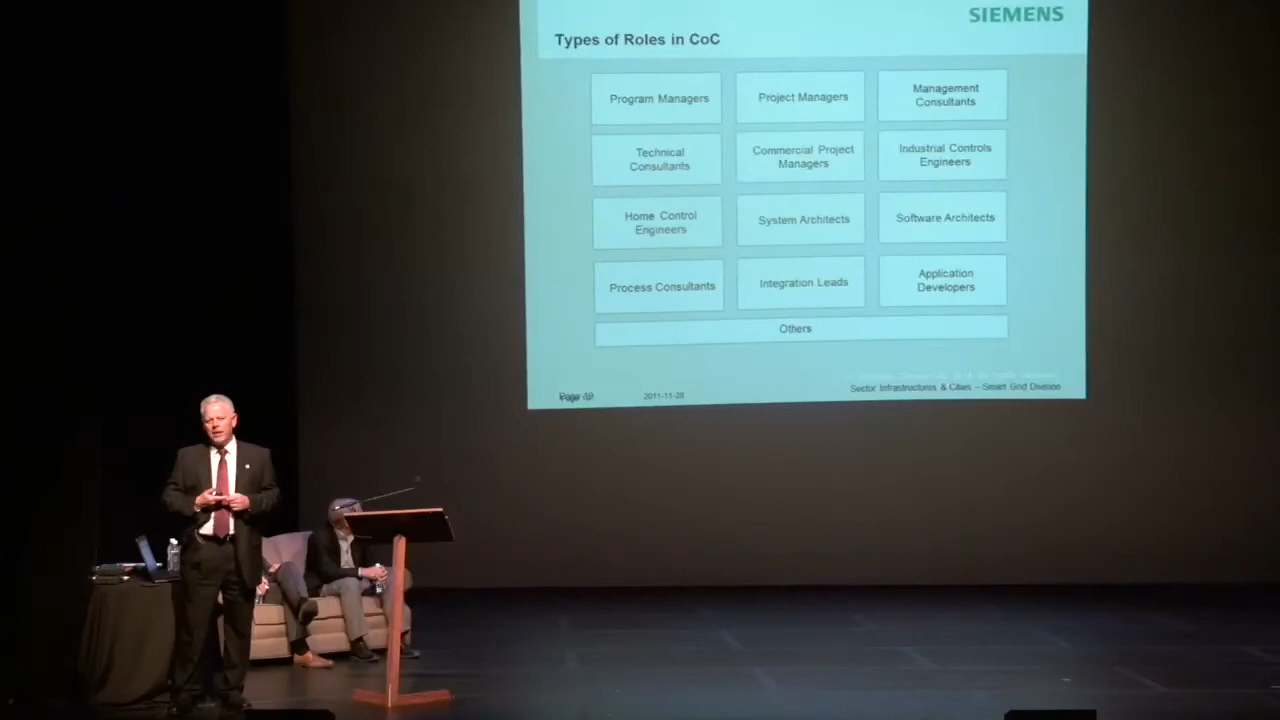 SIEMENS
Types of Roles in CoC
Program Managers
Project Managers
Management
Consultants
Technical
Consultants
Commercial Project
Managers
Industrial Controls
Engineers
Home Control
Engineers
System Architects
Software Architects
Process Consultants
Integration Leads
Application
Developers
Others
Page
2011-11-28
Sector Infrastructures & Cities – Smart Grid Division